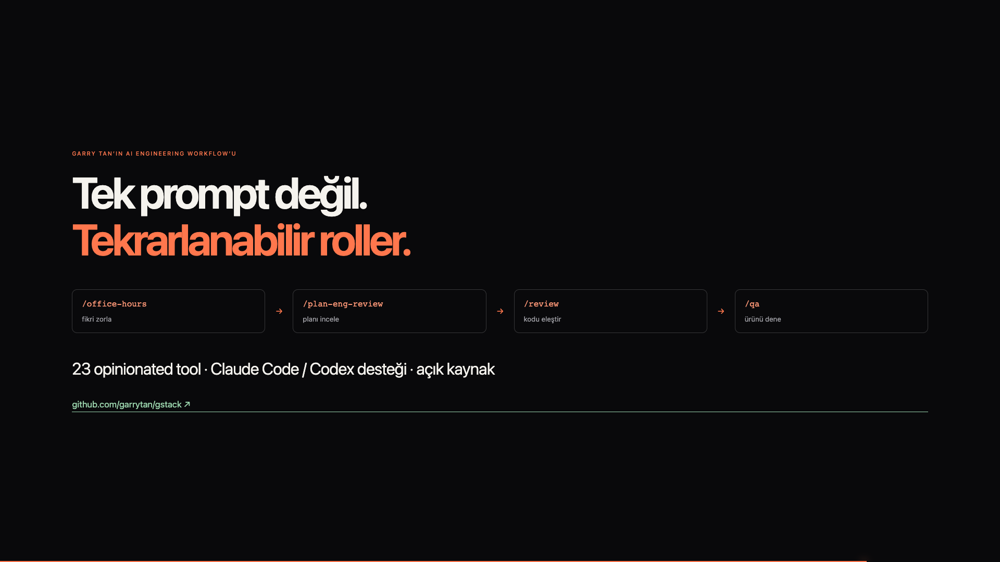 GARRY TAN’IN AI ENGINEERING WORKFLOW’U
Tek prompt değil.
Tekrarlanabilir roller.
/office-hours
fikri zorla
→
/plan-eng-review
planı incele
→
/review
kodu eleştir
→
/qa
ürünü dene
23 opinionated tool · Claude Code / Codex desteği · açık kaynak
github.com/garrytan/gstack ↗